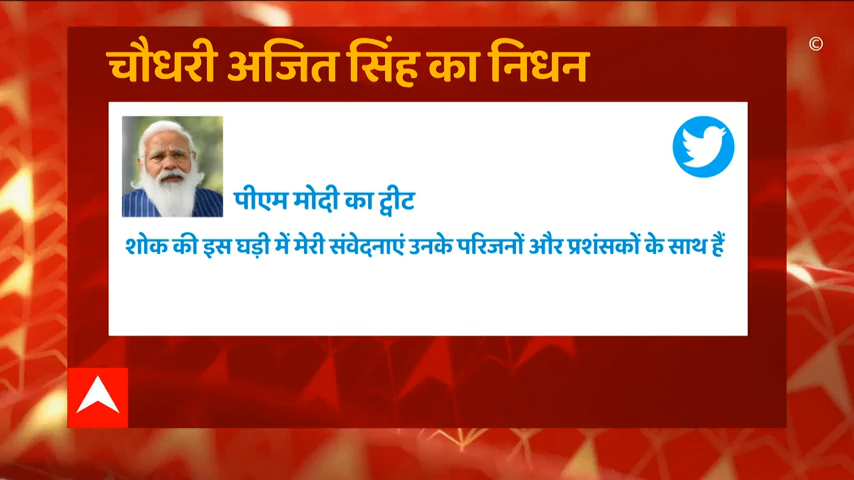 ©
चौधरी अजित सिंह का निधन
पीएम मोदी का ट्वीट
शोक की इस घड़ी में मेरी संवेदनाएं उनके परिजनों और प्रशंसकों के साथ हैं